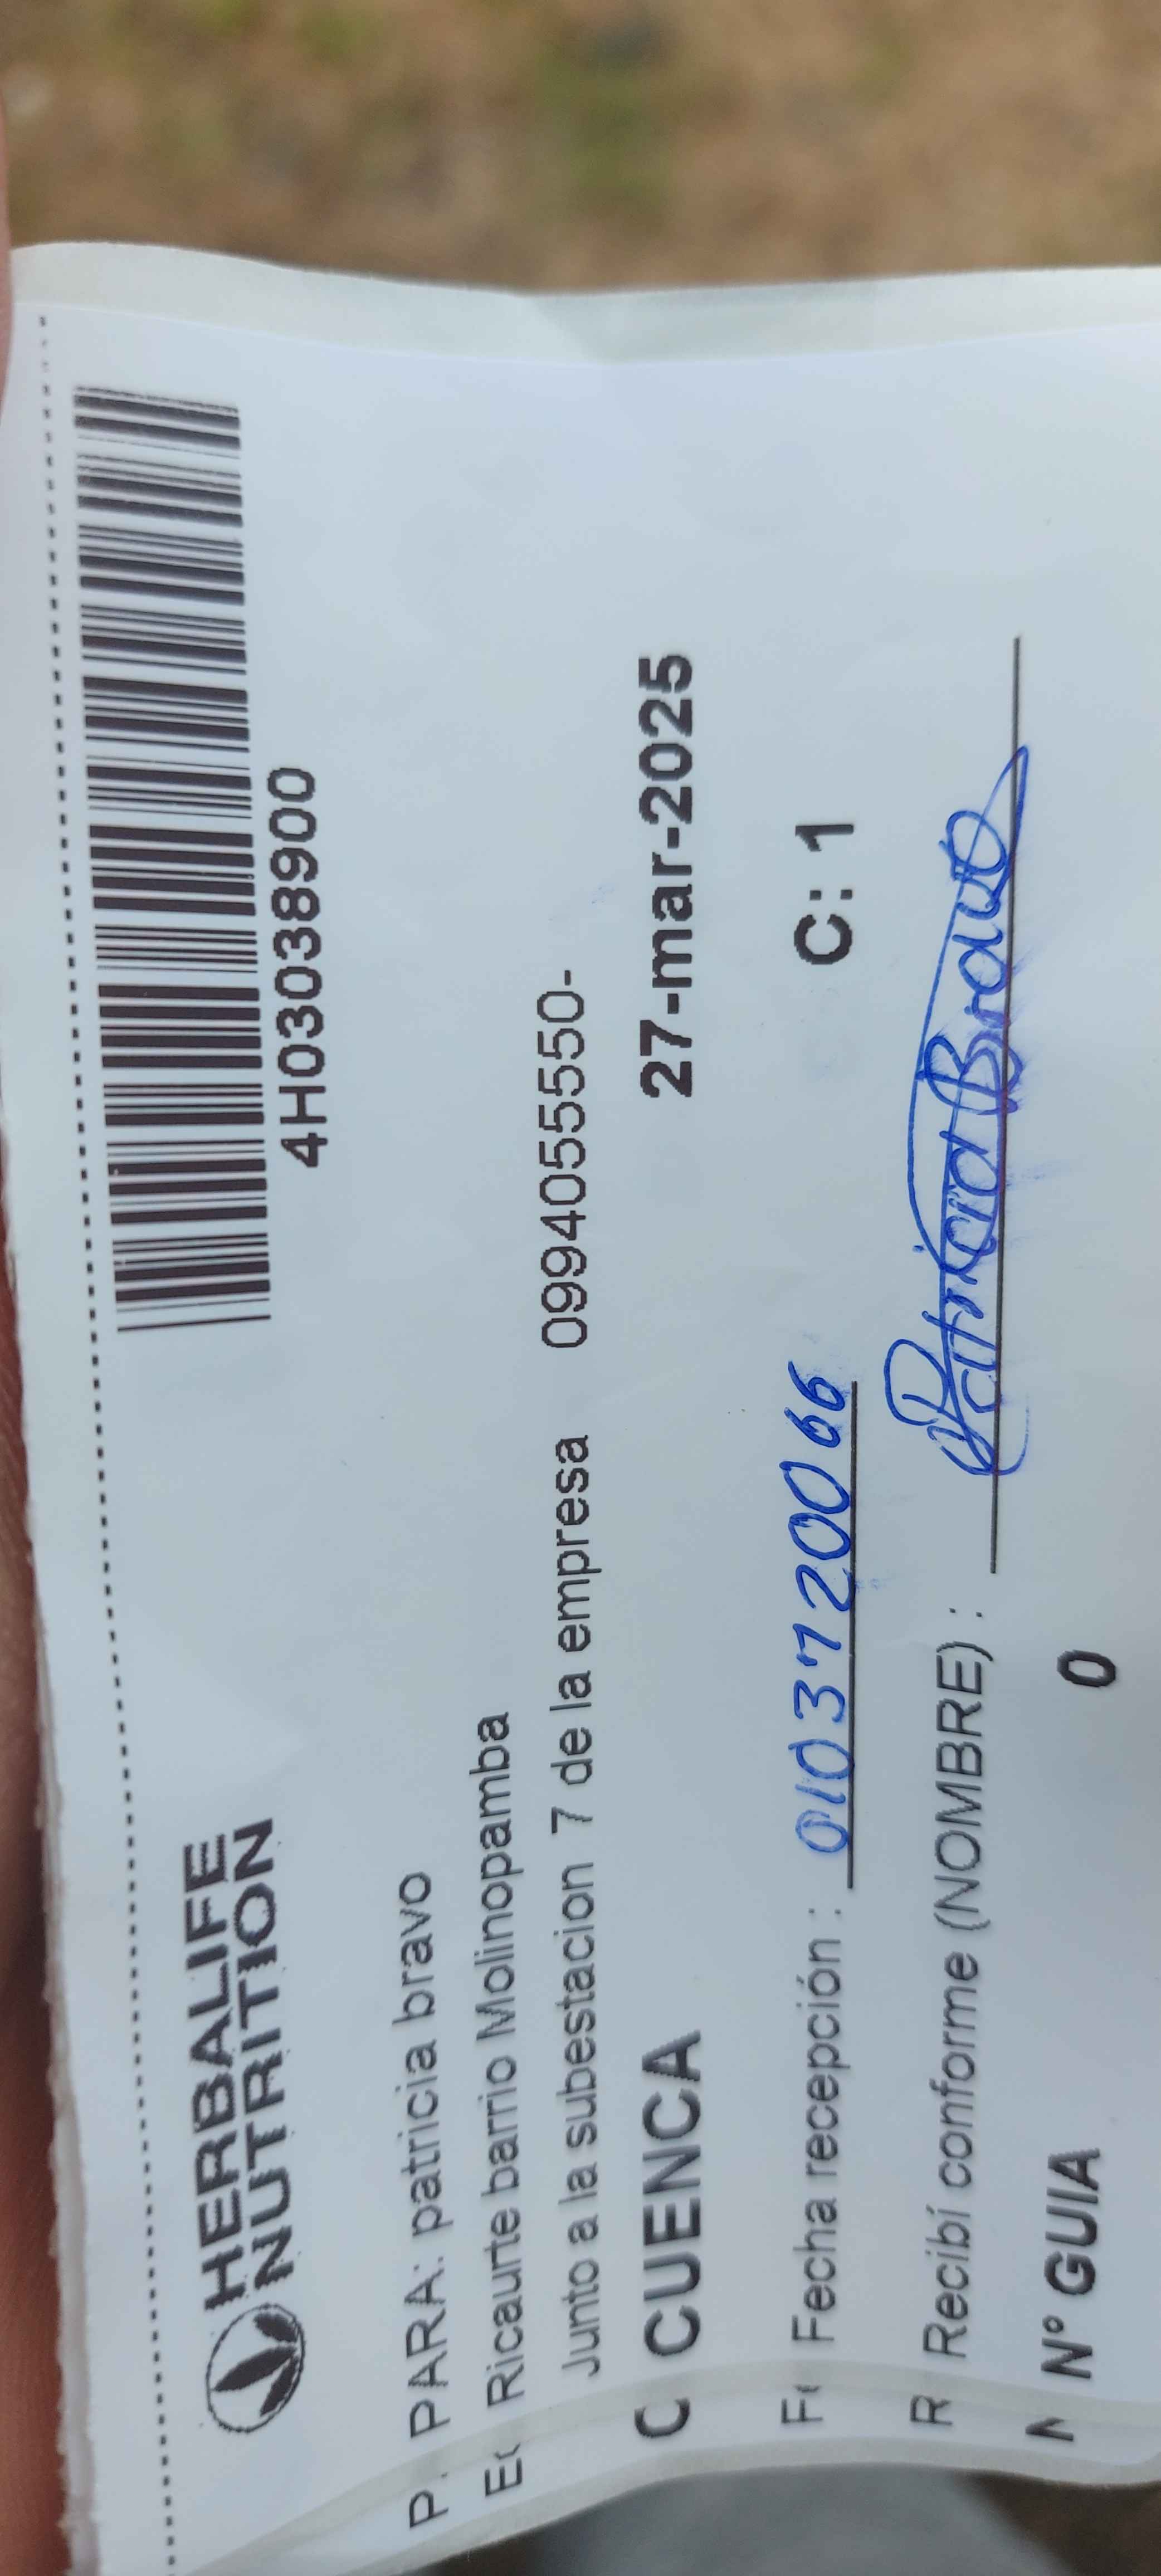 HERBALIFE
NUTRITION
4H03038900
P. PARA: patricia bravo
Ricaurte barrio Molinopamba
Junto a la subestacion 7 de la empresa 0994055550-
C CUENCA 27-mar-2025
Fecha recepción : 0103720066 C: 1
R Recibí conforme (NOMBRE) : Patricia Bravo
N° GUIA 0